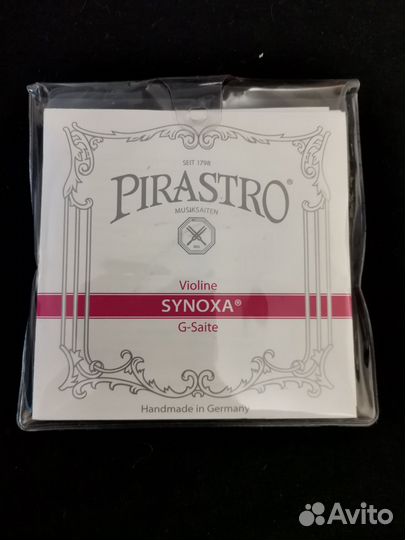 SEIT 1798
PIRASTRO®
MUSIKSAITEN
Violine
SYNOXA®
G-Saite
Handmade in Germany
Avito